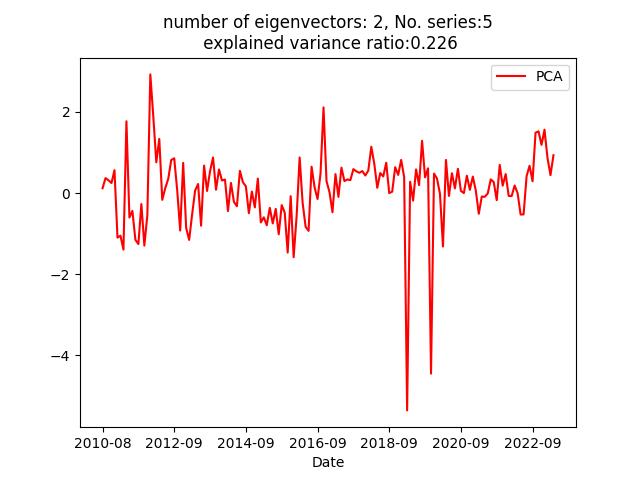 number of eigenvectors: 2, No. series:5
explained variance ratio:0.226
PCA
2
0
−2
−4
2010-08 2012-09 2014-09 2016-09 2018-09 2020-09 2022-09
Date